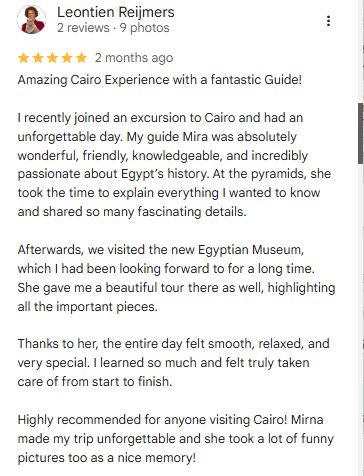 Leontien Reijmers
2 reviews · 9 photos
2 months ago
Amazing Cairo Experience with a fantastic Guide!
I recently joined an excursion to Cairo and had an
unforgettable day. My guide Mira was absolutely
wonderful, friendly, knowledgeable, and incredibly
passionate about Egypt's history. At the pyramids, she
took the time to explain everything I wanted to know
and shared so many fascinating details.
Afterwards, we visited the new Egyptian Museum,
which I had been looking forward to for a long time.
She gave me a beautiful tour there as well, highlighting
all the important pieces.
Thanks to her, the entire day felt smooth, relaxed, and
very special. I learned so much and felt truly taken
care of from start to finish.
Highly recommended for anyone visiting Cairo! Mirna
made my trip unforgettable and she took a lot of funny
pictures too as a nice memory!